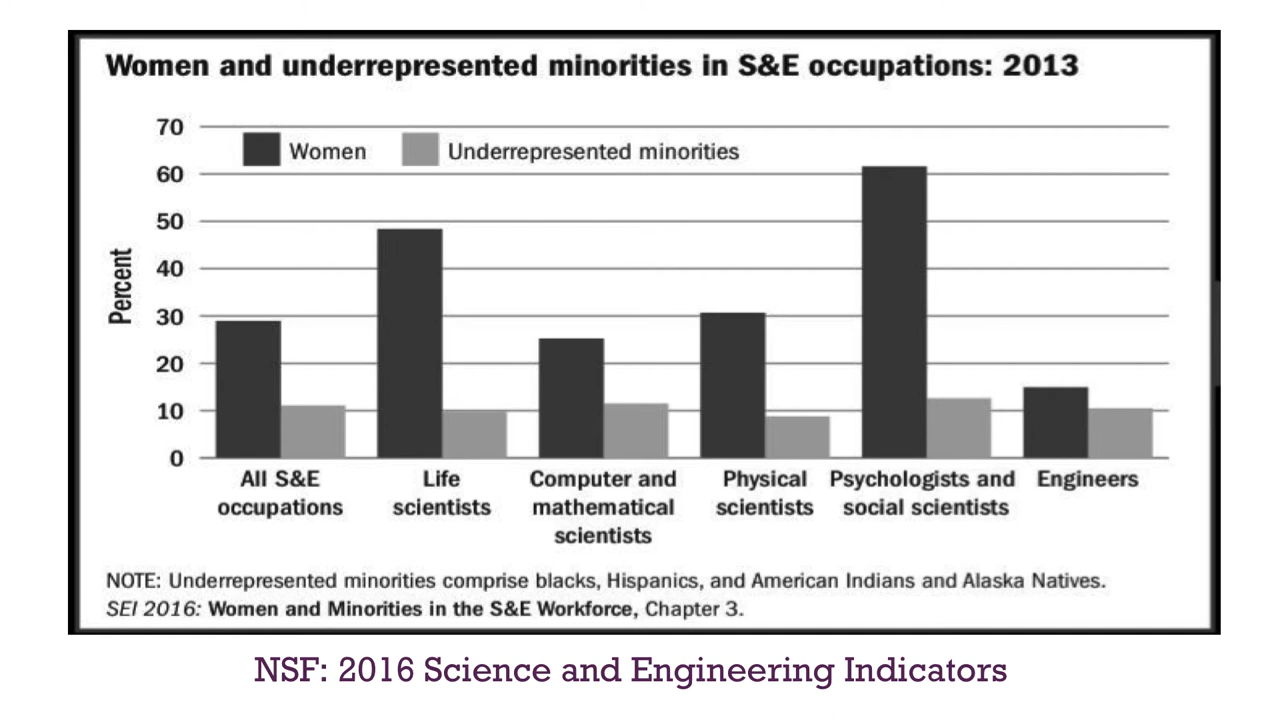 Women and underrepresented minorities in S&E occupations: 2013
70
Women
Underrepresented minorities
60
50
40
30
20
10
0
Percent
All S&E
occupations
Life
scientists
Computer and
mathematical
scientists
Physical
scientists
Psychologists and
social scientists
Engineers
NOTE: Underrepresented minorities comprise blacks, Hispanics, and American Indians and Alaska Natives.
SEI 2016: Women and Minorities in the S&E Workforce, Chapter 3.
NSF: 2016 Science and Engineering Indicators